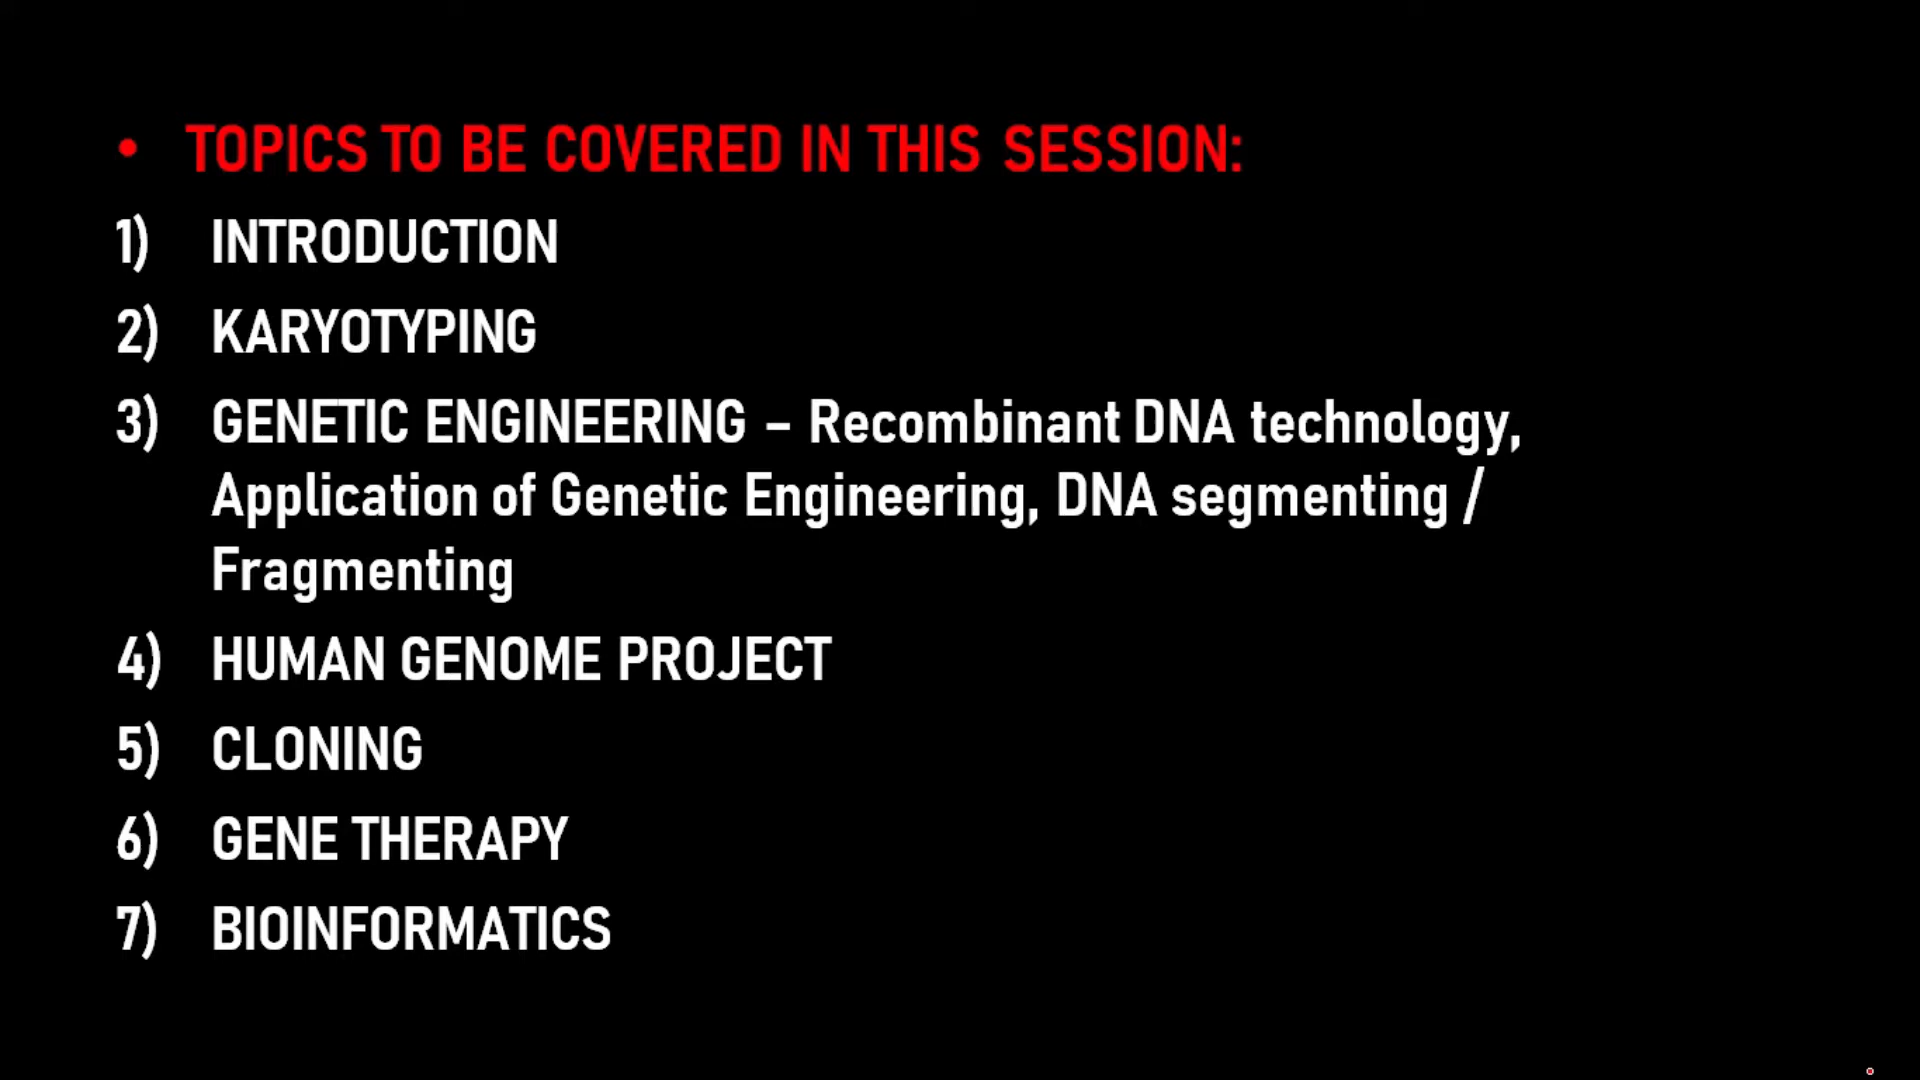 • TOPICS TO BE COVERED IN THIS SESSION:
1) INTRODUCTION
2) KARYOTYPING
3) GENETIC ENGINEERING – Recombinant DNA technology,
Application of Genetic Engineering, DNA segmenting /
Fragmenting
4) HUMAN GENOME PROJECT
5) CLONING
6) GENE THERAPY
7) BIOINFORMATICS